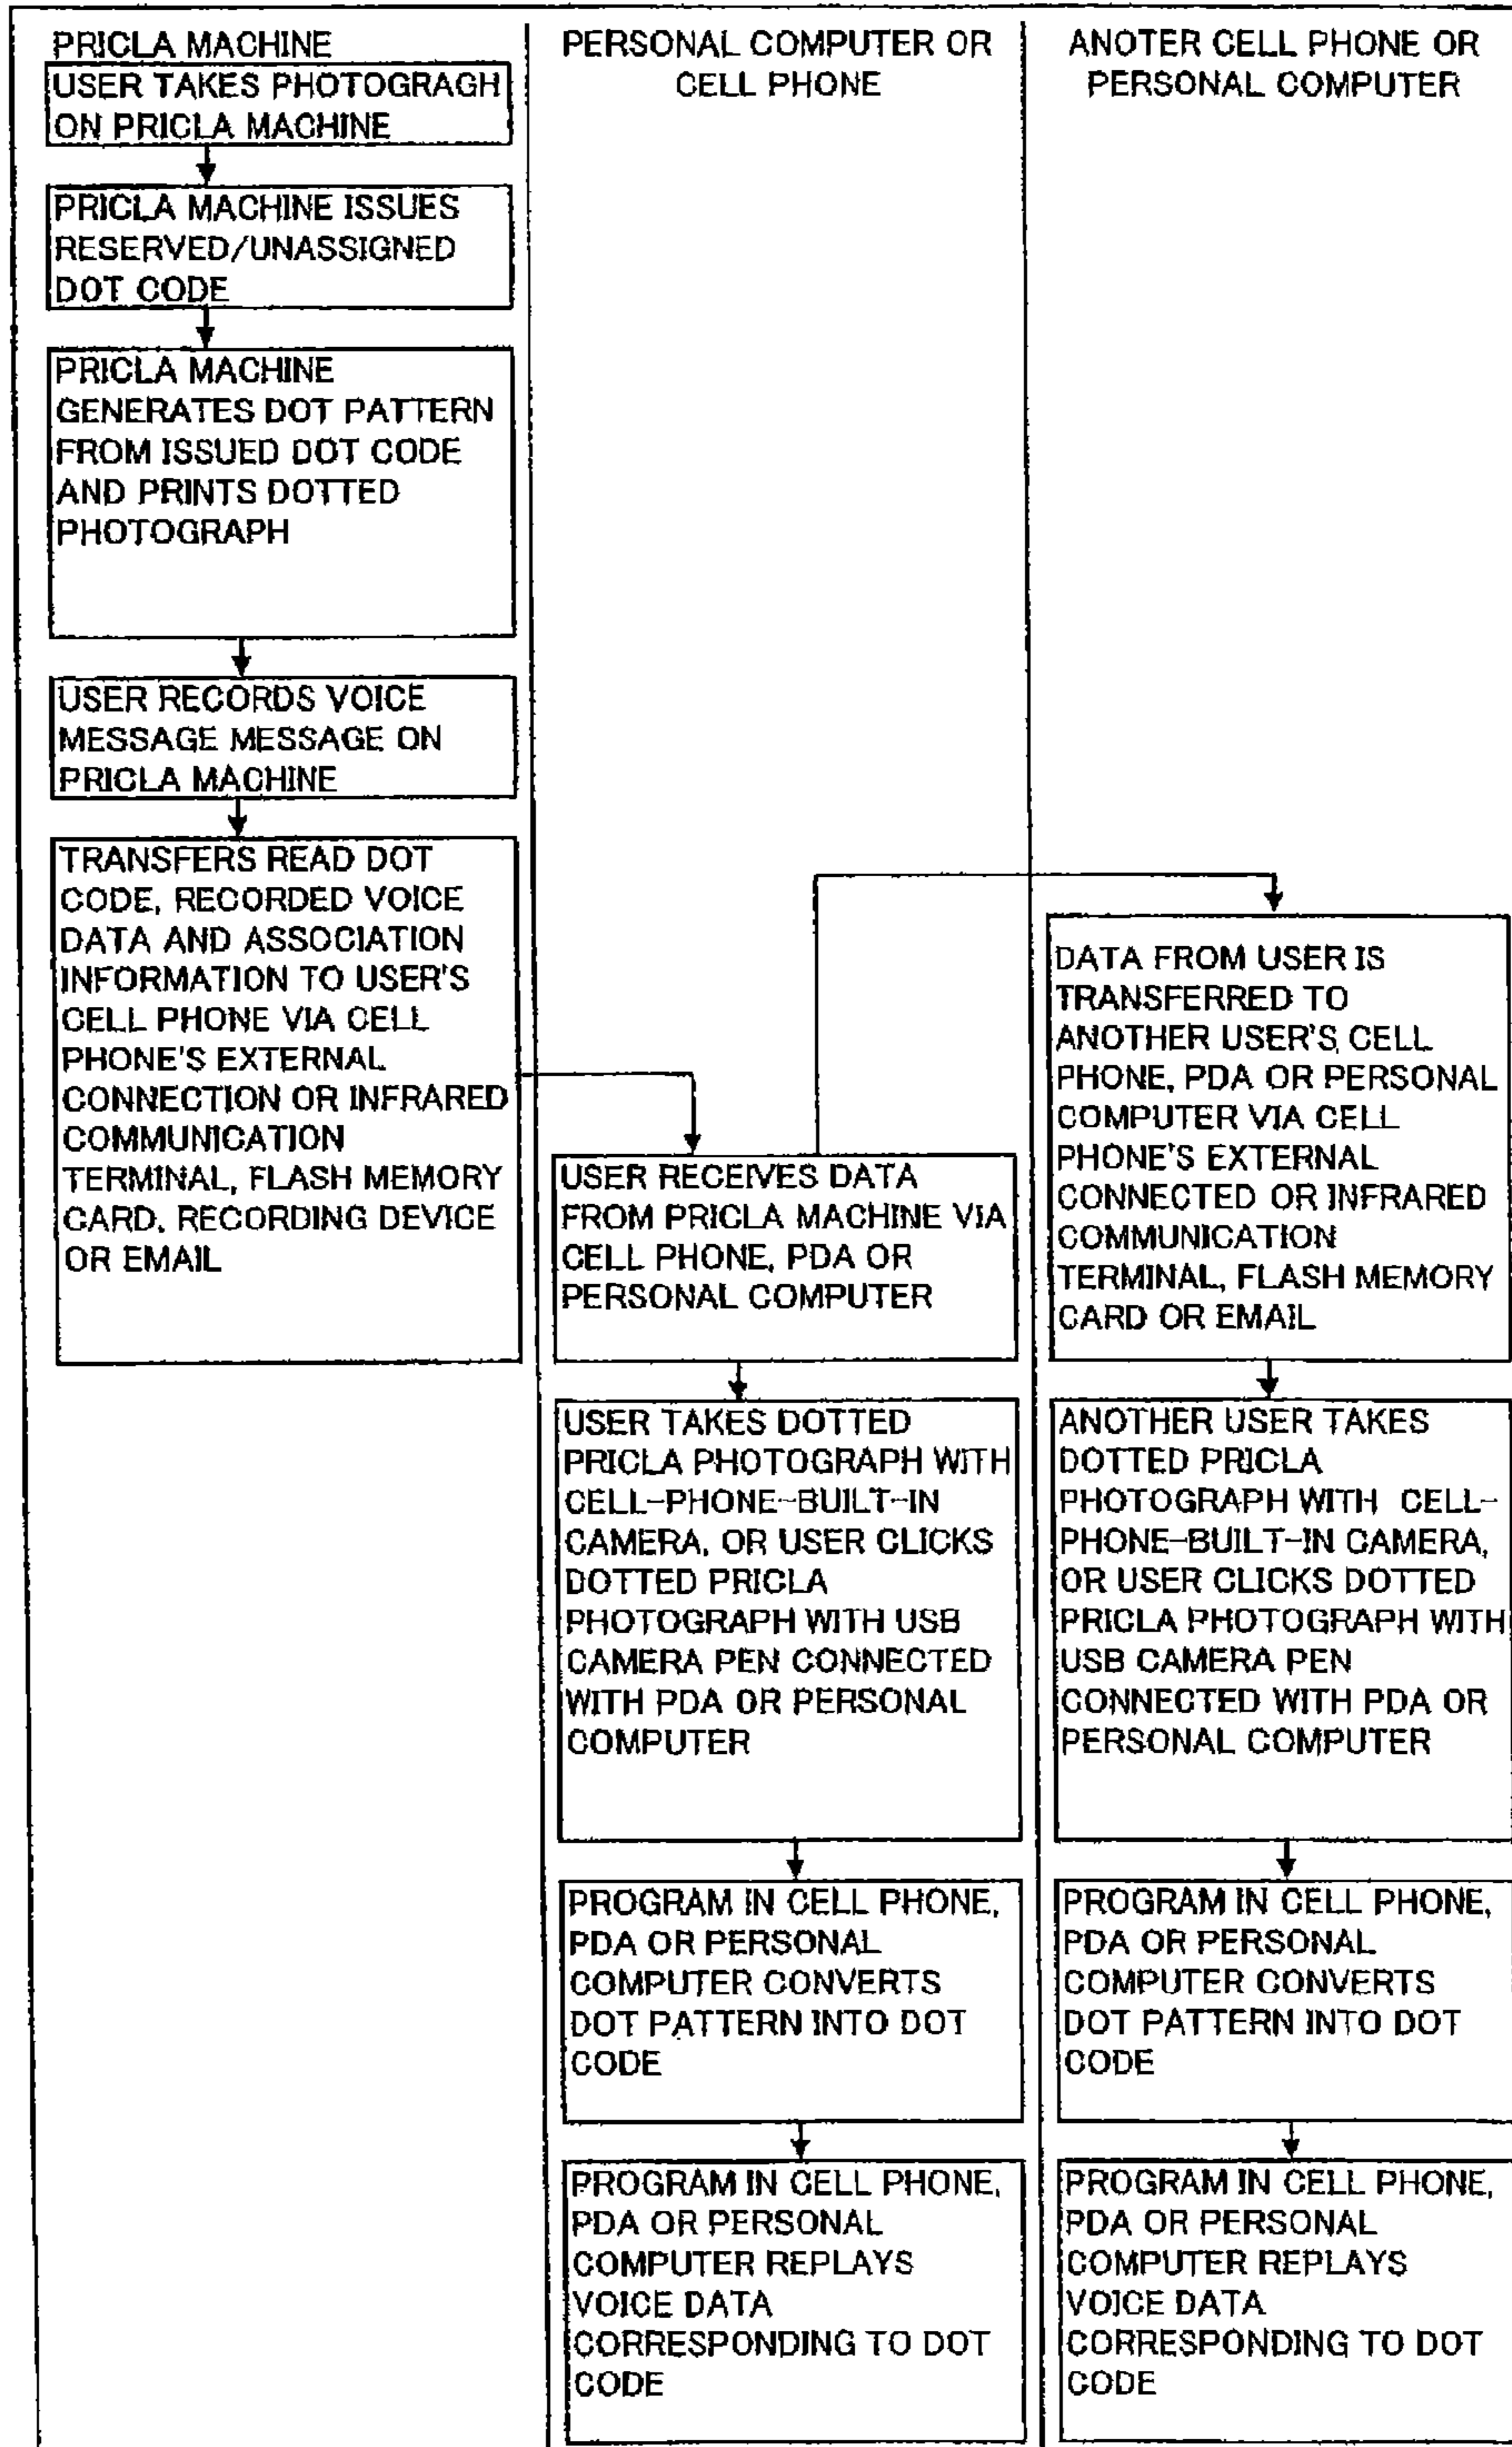 PRICLA MACHINE
USER TAKES PHOTOGRAGH
ON PRICLA MACHINE
PRICLA MACHINE ISSUES
RESERVED/UNASSIGNED
DOT CODE
PRICLA MACHINE
GENERATES DOT PATTERN
FROM ISSUED DOT CODE
AND PRINTS DOTTED
PHOTOGRAPH
USER RECORDS VOICE
MESSAGE MESSAGE ON
PRICLA MACHINE
TRANSFERS READ DOT
CODE, RECORDED VOICE
DATA AND ASSOCIATION
INFORMATION TO USER'S
CELL PHONE VIA CELL
PHONE'S EXTERNAL
CONNECTION OR INFRARED
COMMUNICATION
TERMINAL, FLASH MEMORY
CARD, RECORDING DEVICE
OR EMAIL
PERSONAL COMPUTER OR
CELL PHONE
USER RECEIVES DATA
FROM PRICLA MACHINE VIA
CELL PHONE, PDA OR
PERSONAL COMPUTER
USER TAKES DOTTED
PRICLA PHOTOGRAPH WITH
CELL-PHONE-BUILT-IN
CAMERA, OR USER CLICKS
DOTTED PRICLA
PHOTOGRAPH WITH USB
CAMERA PEN CONNECTED
WITH PDA OR PERSONAL
COMPUTER
PROGRAM IN CELL PHONE,
PDA OR PERSONAL
COMPUTER CONVERTS
DOT PATTERN INTO DOT
CODE
PROGRAM IN CELL PHONE,
PDA OR PERSONAL
COMPUTER REPLAYS
VOICE DATA
CORRESPONDING TO DOT
CODE
ANOTER CELL PHONE OR
PERSONAL COMPUTER
DATA FROM USER IS
TRANSFERRED TO
ANOTHER USER'S CELL
PHONE, PDA OR PERSONAL
COMPUTER VIA CELL
PHONE'S EXTERNAL
CONNECTED OR INFRARED
COMMUNICATION
TERMINAL, FLASH MEMORY
CARD OR EMAIL
ANOTHER USER TAKES
DOTTED PRICLA
PHOTOGRAPH WITH CELL-
PHONE-BUILT-IN CAMERA,
OR USER CLICKS DOTTED
PRICLA PHOTOGRAPH WITH
USB CAMERA PEN
CONNECTED WITH PDA OR
PERSONAL COMPUTER
PROGRAM IN CELL PHONE,
PDA OR PERSONAL
COMPUTER CONVERTS
DOT PATTERN INTO DOT
CODE
PROGRAM IN CELL PHONE,
PDA OR PERSONAL
COMPUTER REPLAYS
VOICE DATA
CORRESPONDING TO DOT
CODE